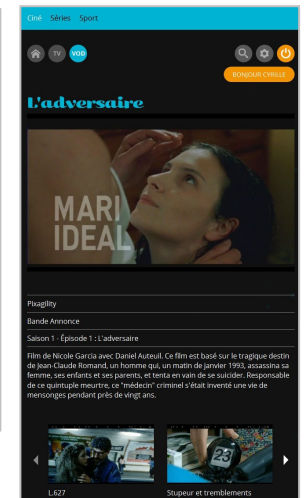 Ciné Séries Sport
TV VOD
BONJOUR CYRILLE
L'adversaire
MARI
IDEAL
Pixagility
Bande Annonce
Saison 1 - Épisode 1 : L'adversaire
Film de Nicole Garcia avec Daniel Auteuil. Ce film est basé sur le tragique destin
de Jean-Claude Romand, un homme qui, un matin de janvier 1993, assassina sa
femme, ses enfants et ses parents, et tenta en vain de se suicider. Responsable
de ce quintuple meurtre, ce "médecin" criminel s'était inventé une vie de
mensonges pendant près de vingt ans.
23
L.627 Stupeur et tremblements